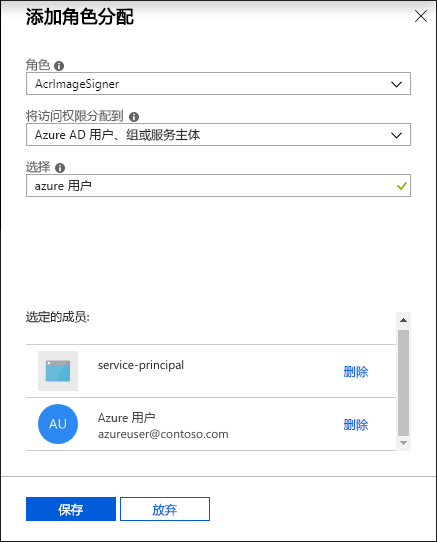 添加角色分配
角色
AcrImageSigner
将访问权限分配到
Azure AD 用户、组或服务主体
选择
azure 用户
选定的成员:
service-principal
删除
AU
Azure 用户
azureuser@contoso.com
删除
保存
放弃